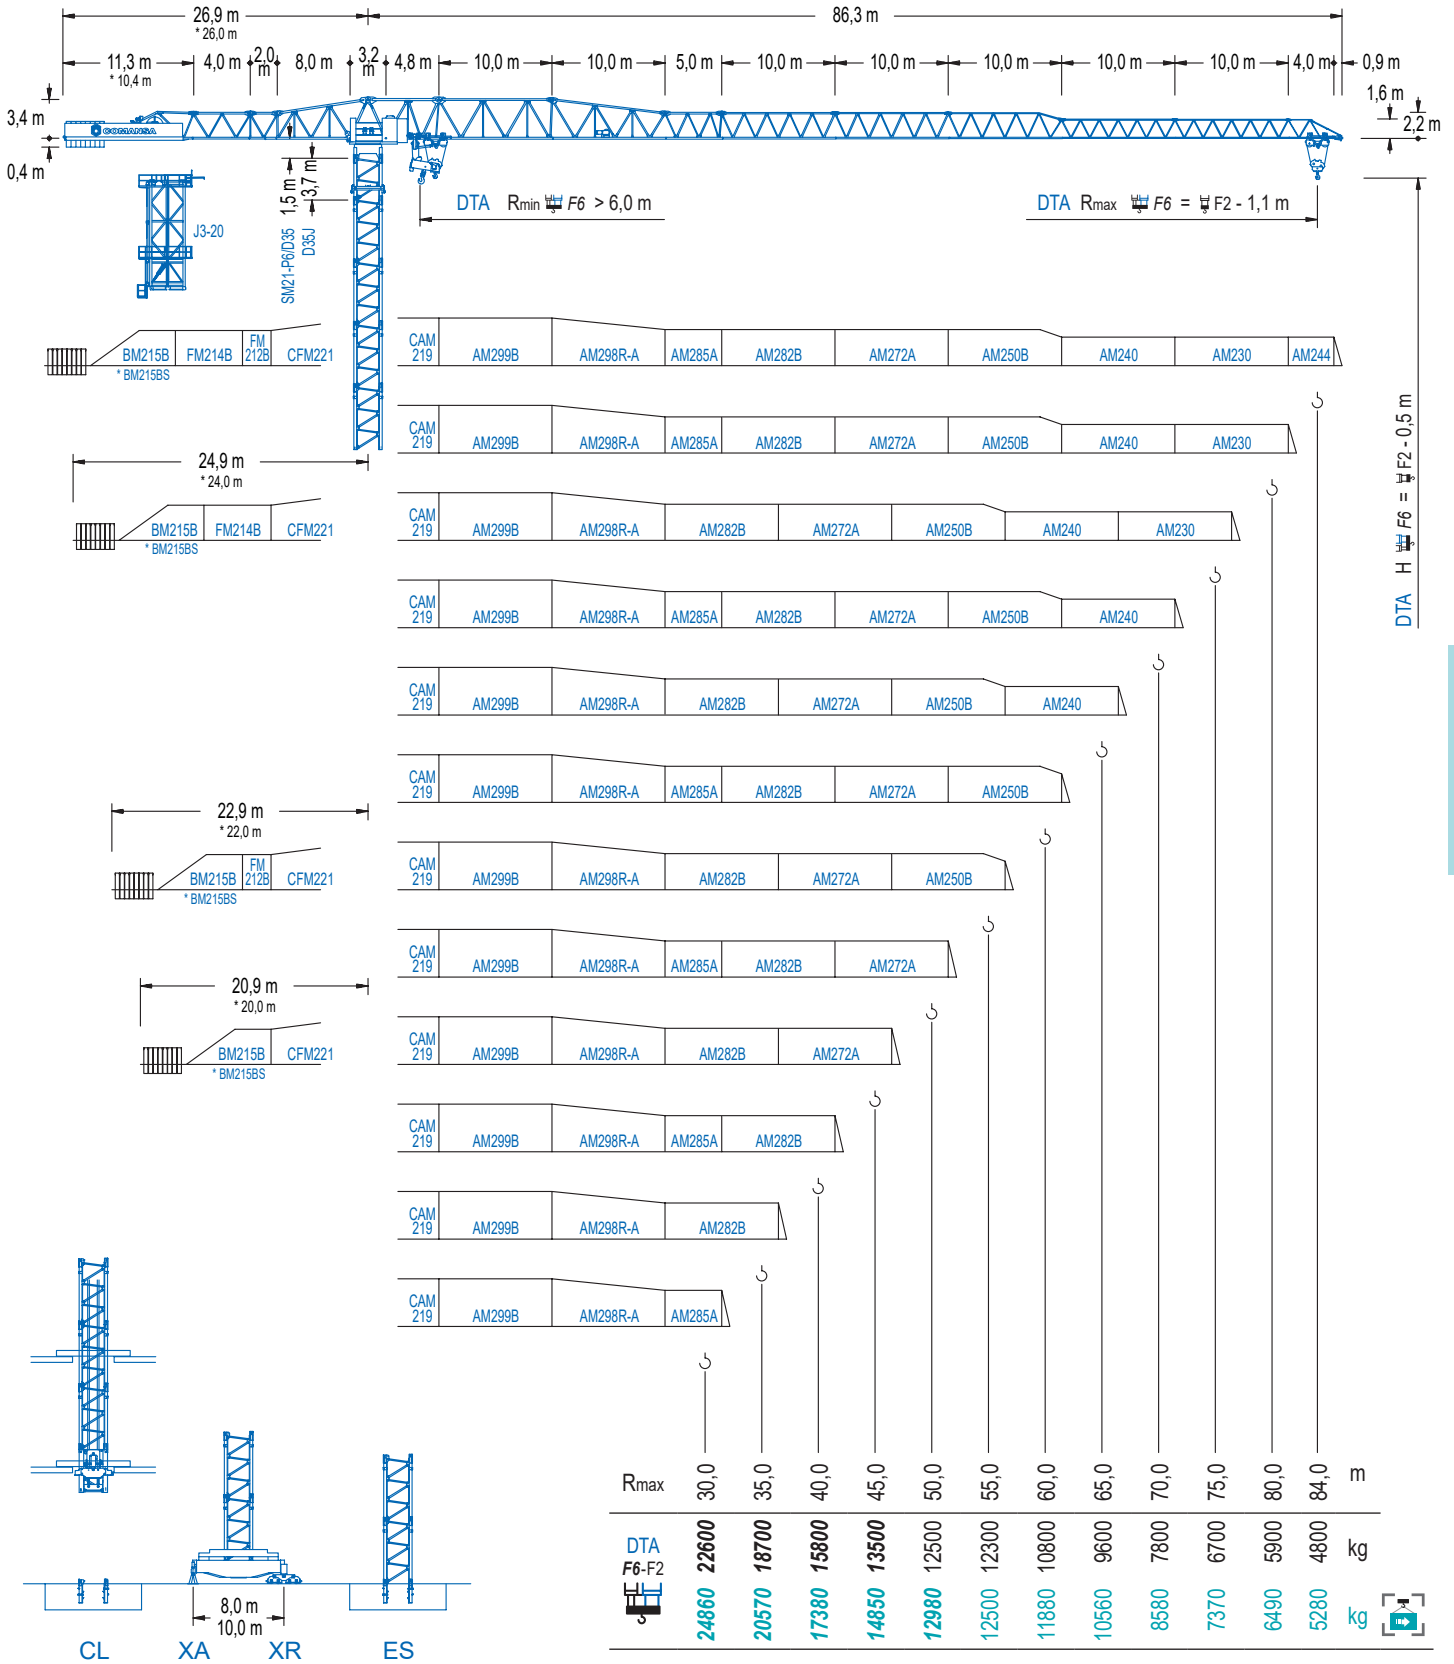 26,9 m
* 26,0 m
86,3 m
11,3 m
* 10,4 m
4,0 m
2,0 m
8,0 m
3,2 m
4,8 m
10,0 m
10,0 m
5,0 m
10,0 m
10,0 m
10,0 m
10,0 m
10,0 m
4,0 m
0,9 m
1,6 m
3,4 m
2,2 m
COMANSA
0,4 m
1,5 m
3,7 m
SM21-P6/D35
D35J
J3-20
DTA Rmin F6 > 6,0 m
DTA Rmax F6 = F2 - 1,1 m
DTA H F6 = F2 - 0,5 m
BM215B FM214B FM 212B CFM221
* BM215BS
CAM 219 AM299B AM298R-A AM285A AM282B AM272A AM250B AM240 AM230 AM244
CAM 219 AM299B AM298R-A AM285A AM282B AM272A AM250B AM240 AM230
24,9 m
* 24,0 m
BM215B FM214B CFM221
* BM215BS
CAM 219 AM299B AM298R-A AM282B AM272A AM250B AM240 AM230
CAM 219 AM299B AM298R-A AM285A AM282B AM272A AM250B AM240
CAM 219 AM299B AM298R-A AM282B AM272A AM250B AM240
CAM 219 AM299B AM298R-A AM285A AM282B AM272A AM250B
22,9 m
* 22,0 m
BM215B FM 212B CFM221
* BM215BS
CAM 219 AM299B AM298R-A AM282B AM272A AM250B
CAM 219 AM299B AM298R-A AM285A AM282B AM272A
20,9 m
* 20,0 m
BM215B CFM221
* BM215BS
CAM 219 AM299B AM298R-A AM282B AM272A
CAM 219 AM299B AM298R-A AM285A AM282B
CAM 219 AM299B AM298R-A AM282B
CAM 219 AM299B AM298R-A AM285A
Rmax 30,0 35,0 40,0 45,0 50,0 55,0 60,0 65,0 70,0 75,0 80,0 84,0 m
DTA
F6-F2
22600 18700 15800 13500 12500 12300 10800 9600 7800 6700 5900 4800 kg
24860 20570 17380 14850 12980 12500 11880 10560 8580 7370 6490 5280 kg
8,0 m
10,0 m
CL XA XR ES